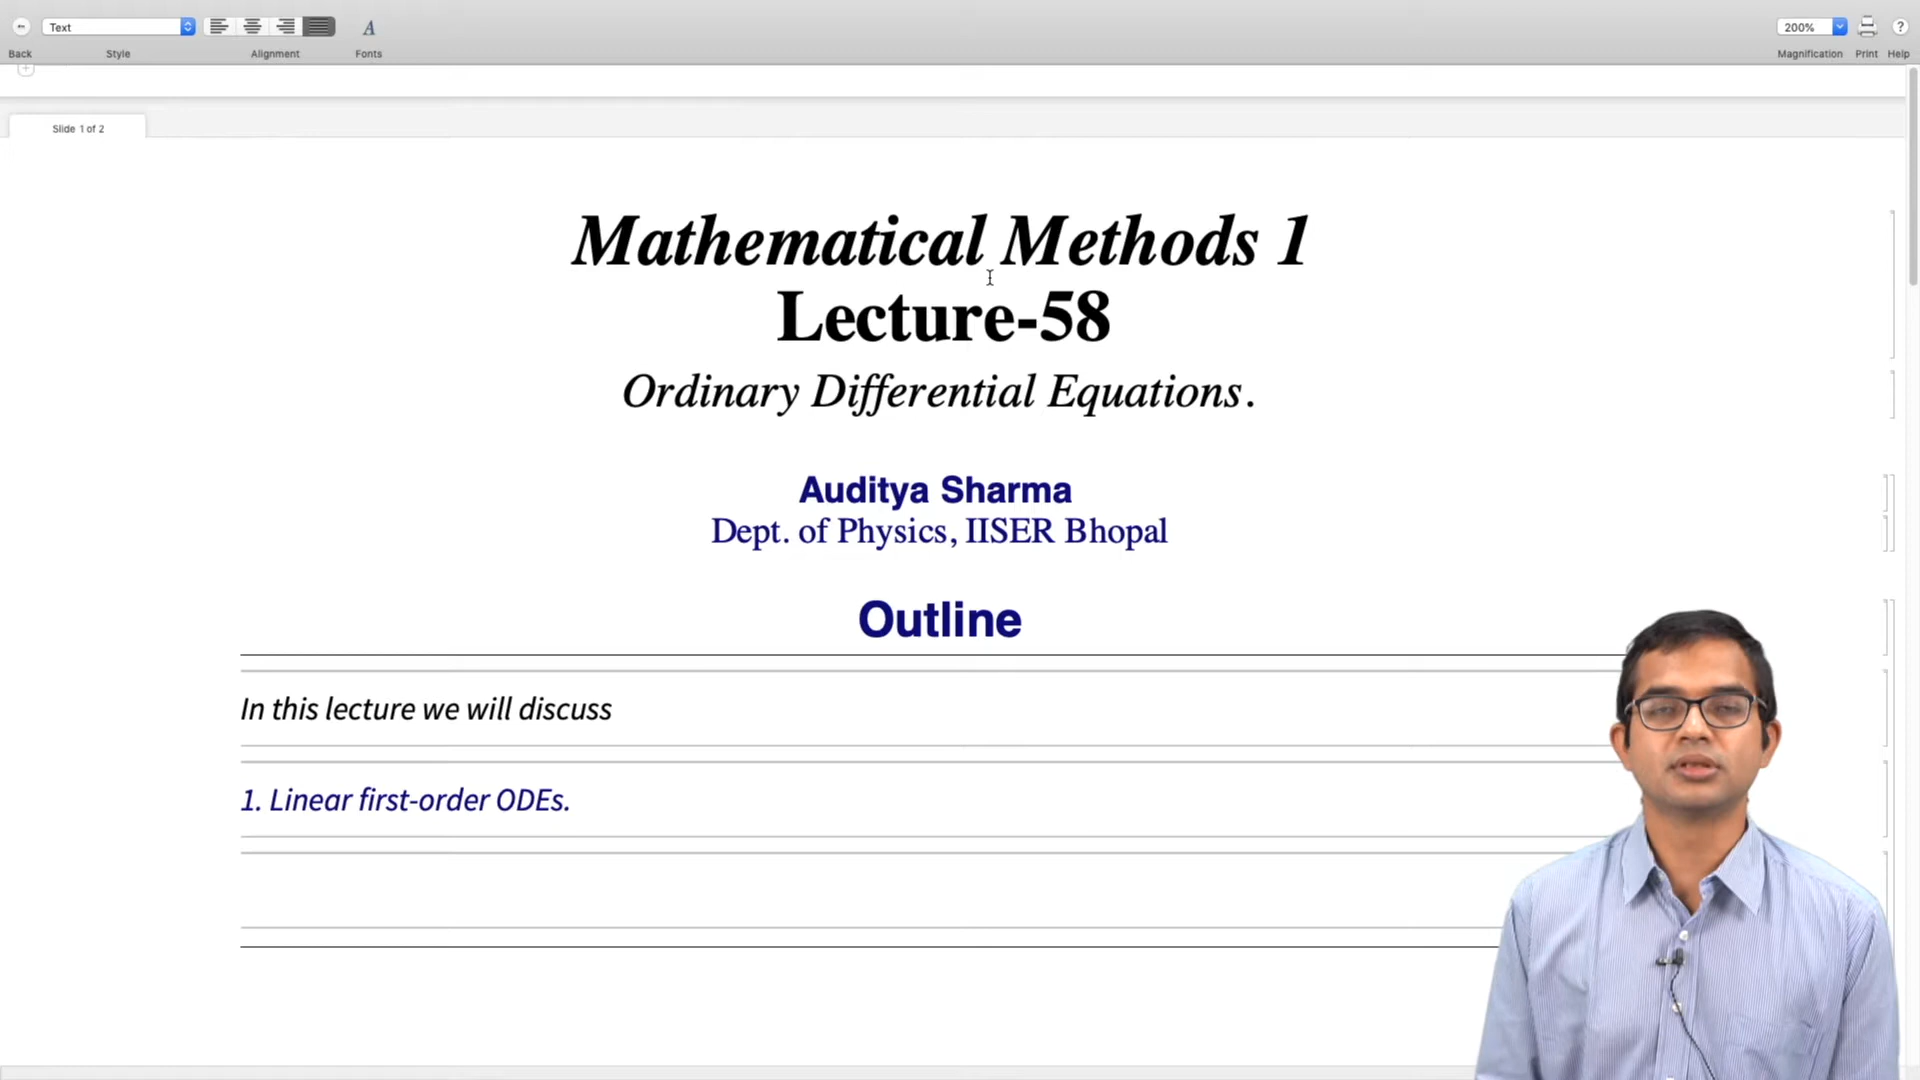 Text
200%
Back
Style
Alignment
Fonts
Magnification
Print
Help
Slide 1 of 2
Mathematical Methods 1
Lecture-58
Ordinary Differential Equations.
Auditya Sharma
Dept. of Physics, IISER Bhopal
Outline
In this lecture we will discuss
1. Linear first-order ODEs.